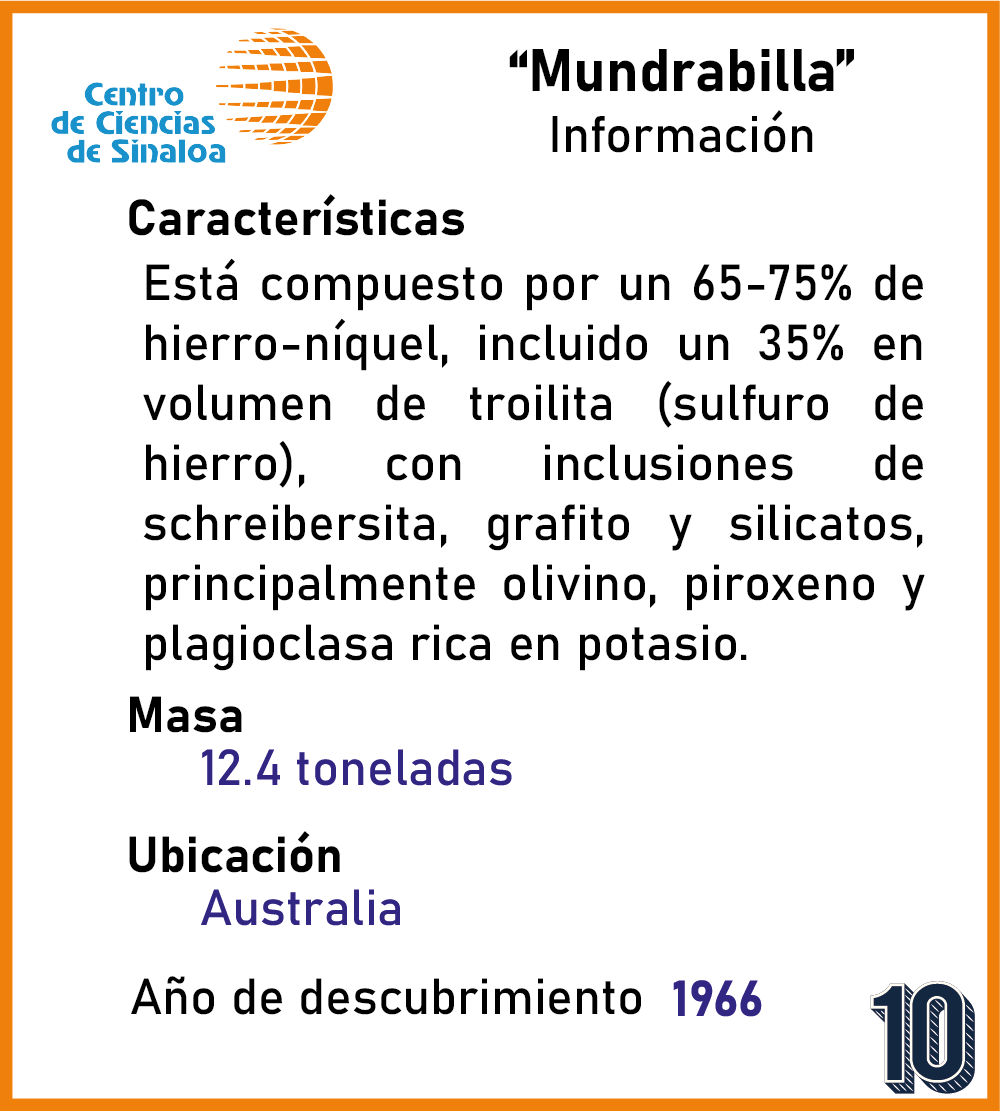 Centro
de Ciencias
de Sinaloa
“Mundrabilla”
Información
Características
Está compuesto por un 65-75% de
hierro-níquel, incluido un 35% en
volumen de troilita (sulfuro de
hierro), con inclusiones de
schreibersita, grafito y silicatos,
principalmente olivino, piroxeno y
plagioclasa rica en potasio.
Masa
12.4 toneladas
Ubicación
Australia
Año de descubrimiento 1966
10